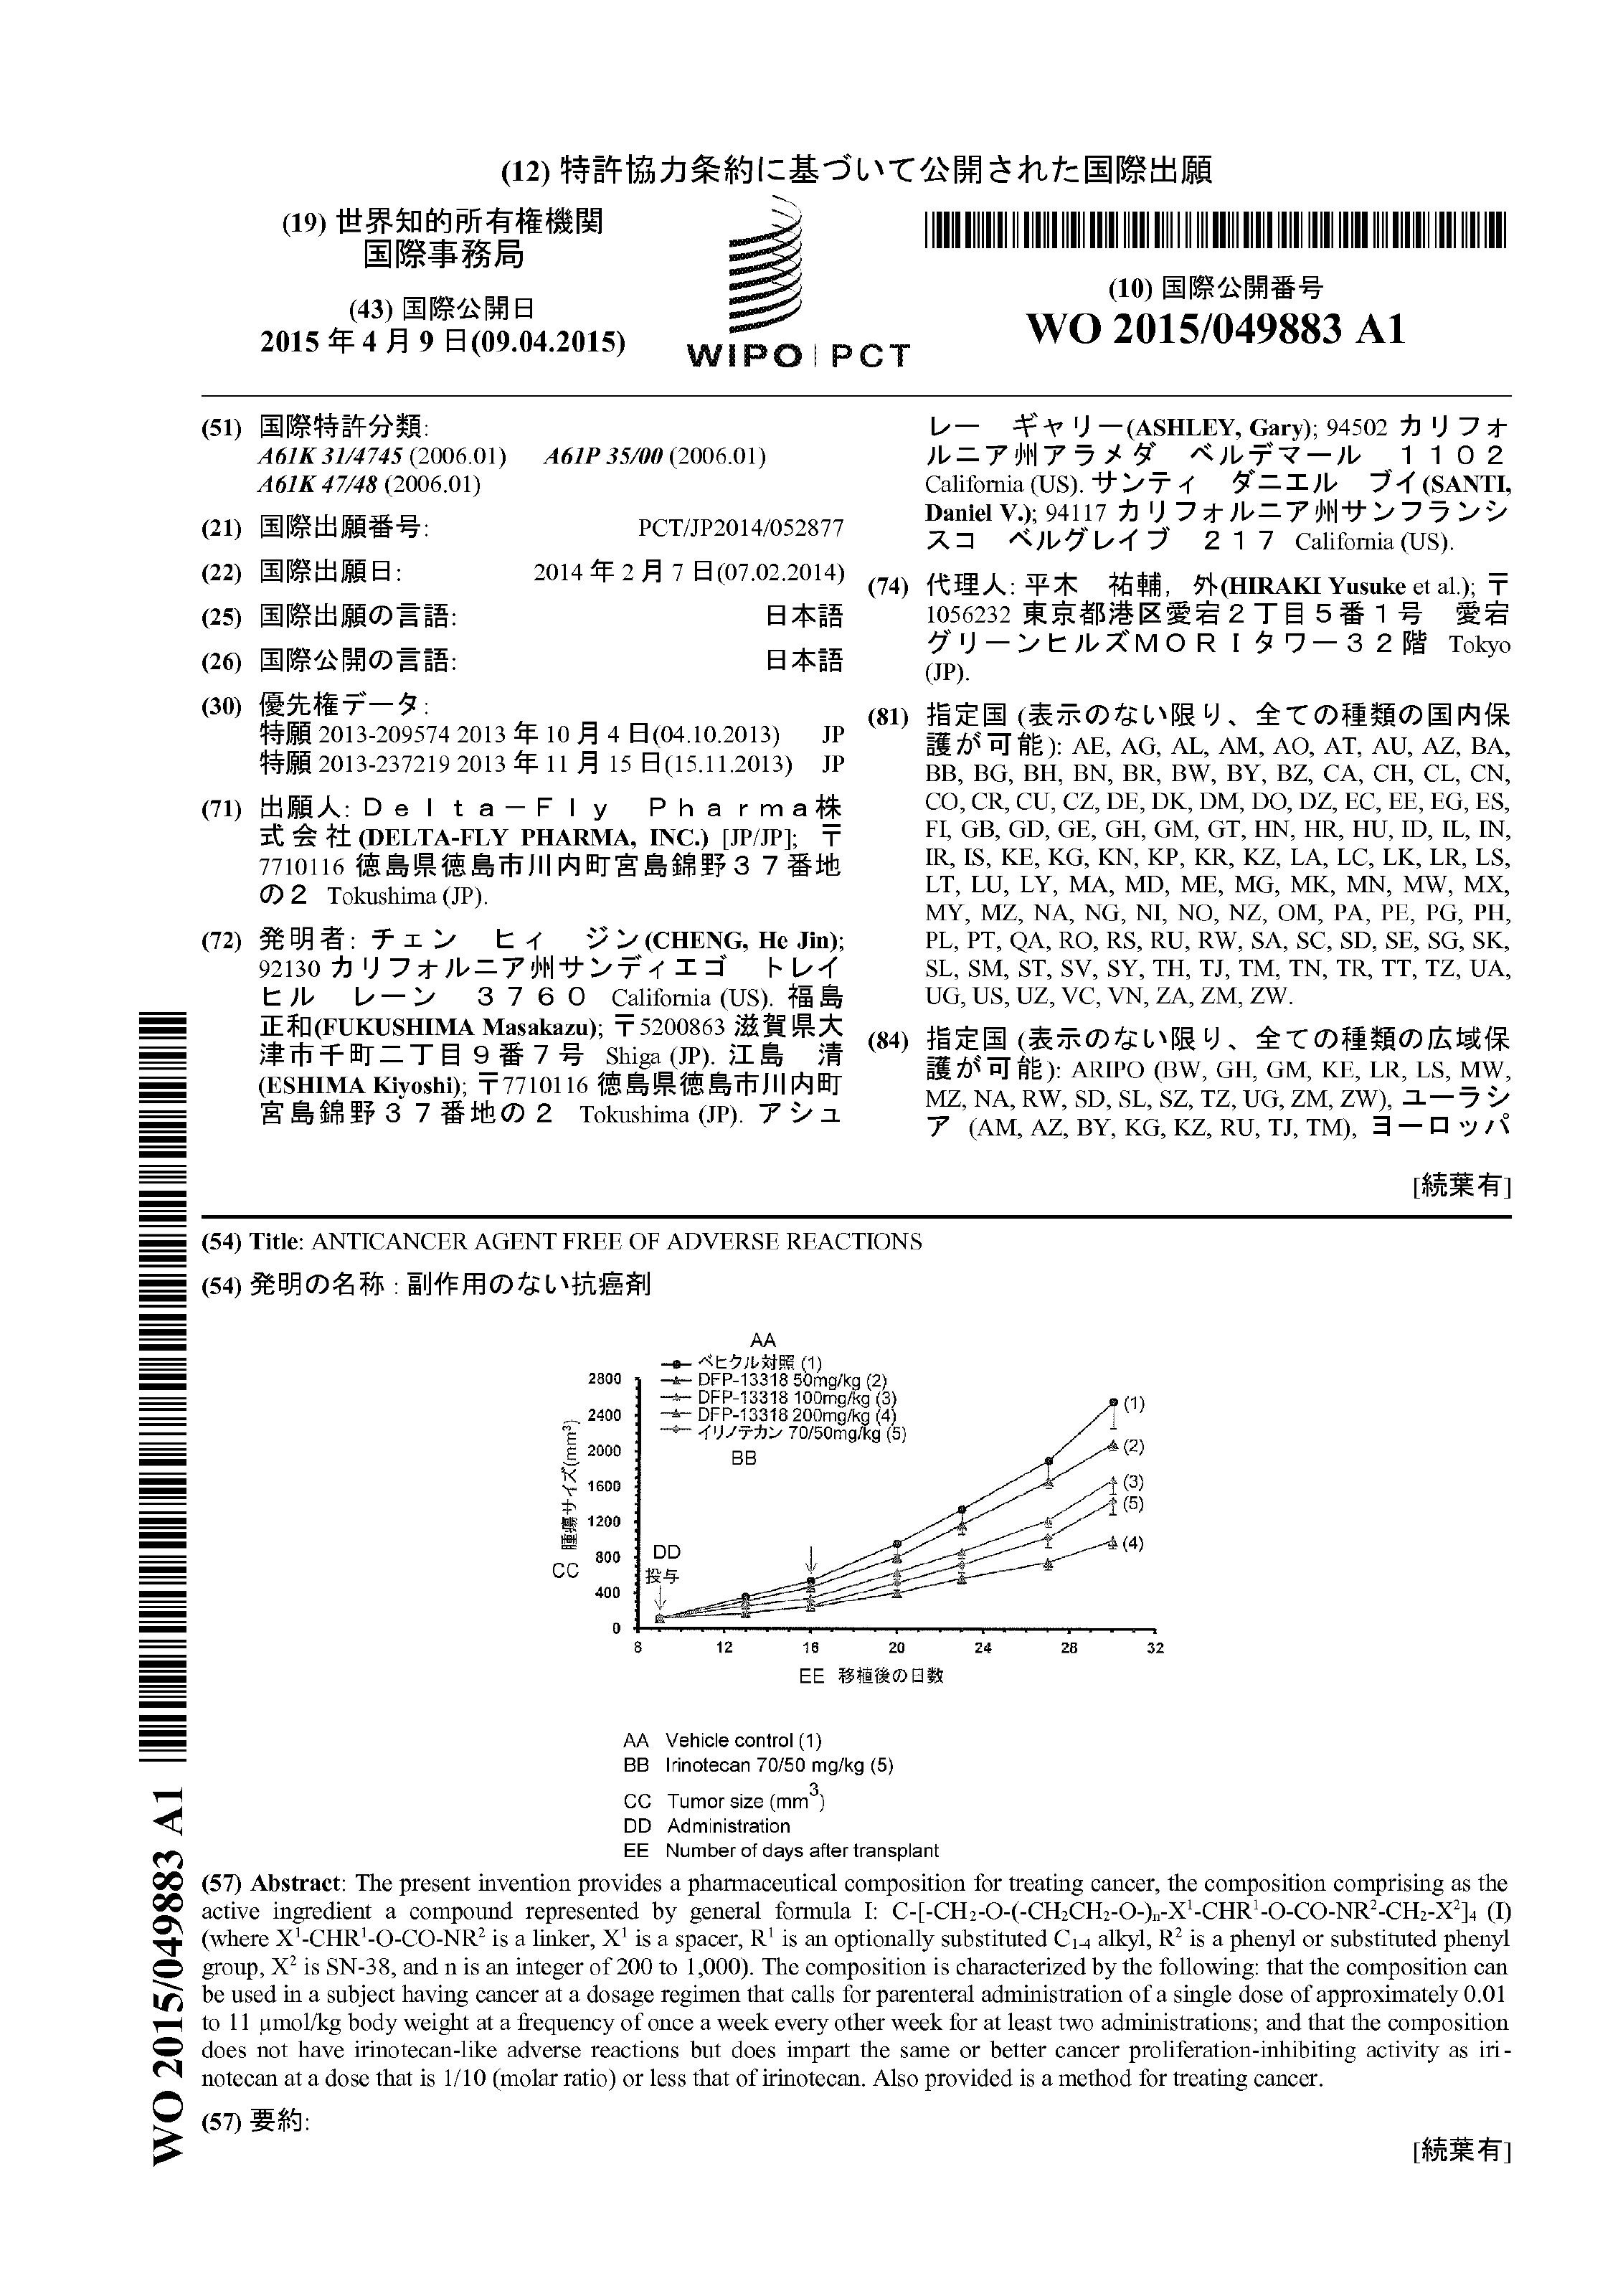 (12) 特許協力条約に基づいて公開された国際出願
(19) 世界知的所有権機関
国際事務局
(43) 国際公開日
2015 年 4 月 9 日(09.04.2015)
WIPO | PCT
(10) 国際公開番号
WO 2015/049883 A1
(51) 国際特許分類:
A61K 31/4745 (2006.01) A61P 35/00 (2006.01)
A61K 47/48 (2006.01)
(21) 国際出願番号: PCT/JP2014/052877
(22) 国際出願日: 2014 年 2 月 7 日(07.02.2014)
(25) 国際出願の言語: 日本語
(26) 国際公開の言語: 日本語
(30) 優先権データ:
特願 2013-209574 2013 年 10 月 4 日(04.10.2013) JP
特願 2013-237219 2013 年 11 月 15 日(15.11.2013) JP
(71) 出願人: Ｄｅｌｔａ－Ｆｌｙ Ｐｈａｒｍａ株
式会社(DELTA-FLY PHARMA, INC.) [JP/JP]; 〒
7710116 徳島県徳島市川内町宮島錦野３７番地
の２ Tokushima (JP).
(72) 発明者: チェン ヒィ ジン(CHENG, He Jin);
92130 カリフォルニア州サンディエゴ トレイ
ヒル レーン ３７６０ California (US). 福島
正和(FUKUSHIMA Masakazu); 〒5200863 滋賀県大
津市千町二丁目９番７号 Shiga (JP). 江島 清
(ESHIMA Kiyoshi); 〒7710116 徳島県徳島市川内町
宮島錦野３７番地の２ Tokushima (JP). アシュ
レー ギャリー(ASHLEY, Gary); 94502 カリフォ
ルニア州アラメダ ベルデマール １１０２
California (US). サンティ ダニエル ブイ(SANTI,
Daniel V.); 94117 カリフォルニア州サンフランシ
スコ ベルグレイブ ２１７ California (US).
(74) 代理人: 平木 祐輔, 外(HIRAKI Yusuke et al.); 〒
1056232 東京都港区愛宕２丁目５番１号 愛宕
グリーンヒルズＭＯＲＩタワー３２階 Tokyo
(JP).
(81) 指定国 (表示のない限り、全ての種類の国内保
護が可能): AE, AG, AL, AM, AO, AT, AU, AZ, BA,
BB, BG, BH, BN, BR, BW, BY, BZ, CA, CH, CL, CN,
CO, CR, CU, CZ, DE, DK, DM, DO, DZ, EC, EE, EG, ES,
FI, GB, GD, GE, GH, GM, GT, HN, HR, HU, ID, IL, IN,
IR, IS, KE, KG, KN, KP, KR, KZ, LA, LC, LK, LR, LS,
LT, LU, LY, MA, MD, ME, MG, MK, MN, MW, MX,
MY, MZ, NA, NG, NI, NO, NZ, OM, PA, PE, PG, PH,
PL, PT, QA, RO, RS, RU, RW, SA, SC, SD, SE, SG, SK,
SL, SM, ST, SV, SY, TH, TJ, TM, TN, TR, TT, TZ, UA,
UG, US, UZ, VC, VN, ZA, ZM, ZW.
(84) 指定国 (表示のない限り、全ての種類の広域保
護が可能): ARIPO (BW, GH, GM, KE, LR, LS, MW,
MZ, NA, RW, SD, SL, SZ, TZ, UG, ZM, ZW), ユーラシ
ア (AM, AZ, BY, KG, KZ, RU, TJ, TM), ヨーロッパ
[続葉有]
(54) Title: ANTICANCER AGENT FREE OF ADVERSE REACTIONS
(54) 発明の名称 : 副作用のない抗癌剤
AA
ベヒクル対照 (1)
DFP-13318 50mg/kg (2)
DFP-13318 100mg/kg (3)
DFP-13318 200mg/kg (4)
イリノテカン 70/50mg/kg (5)
BB
2800
2400
2000
1600
1200
800
400
0
CC 腫瘍サイズ(mm³)
DD
投与
(1)
(2)
(3)
(5)
(4)
8 12 16 20 24 28 32
EE 移植後の日数
AA Vehicle control (1)
BB Irinotecan 70/50 mg/kg (5)
CC Tumor size (mm³)
DD Administration
EE Number of days after transplant
(57) Abstract: The present invention provides a pharmaceutical composition for treating cancer, the composition comprising as the
active ingredient a compound represented by general formula I: C-[-CH₂-O-(-CH₂CH₂-O-)ₙ-X¹-CHR¹-O-CO-NR²-CH₂-X²]₄ (I)
(where X¹-CHR¹-O-CO-NR² is a linker, X¹ is a spacer, R¹ is an optionally substituted C₁₋₄ alkyl, R² is a phenyl or substituted phenyl
group, X² is SN-38, and n is an integer of 200 to 1,000). The composition is characterized by the following: that the composition can
be used in a subject having cancer at a dosage regimen that calls for parenteral administration of a single dose of approximately 0.01
to 11 μmol/kg body weight at a frequency of once a week every other week for at least two administrations; and that the composition
does not have irinotecan-like adverse reactions but does impart the same or better cancer proliferation-inhibiting activity as iri-
notecan at a dose that is 1/10 (molar ratio) or less that of irinotecan. Also provided is a method for treating cancer.
(57) 要約:
[続葉有]
WO 2015/049883 A1